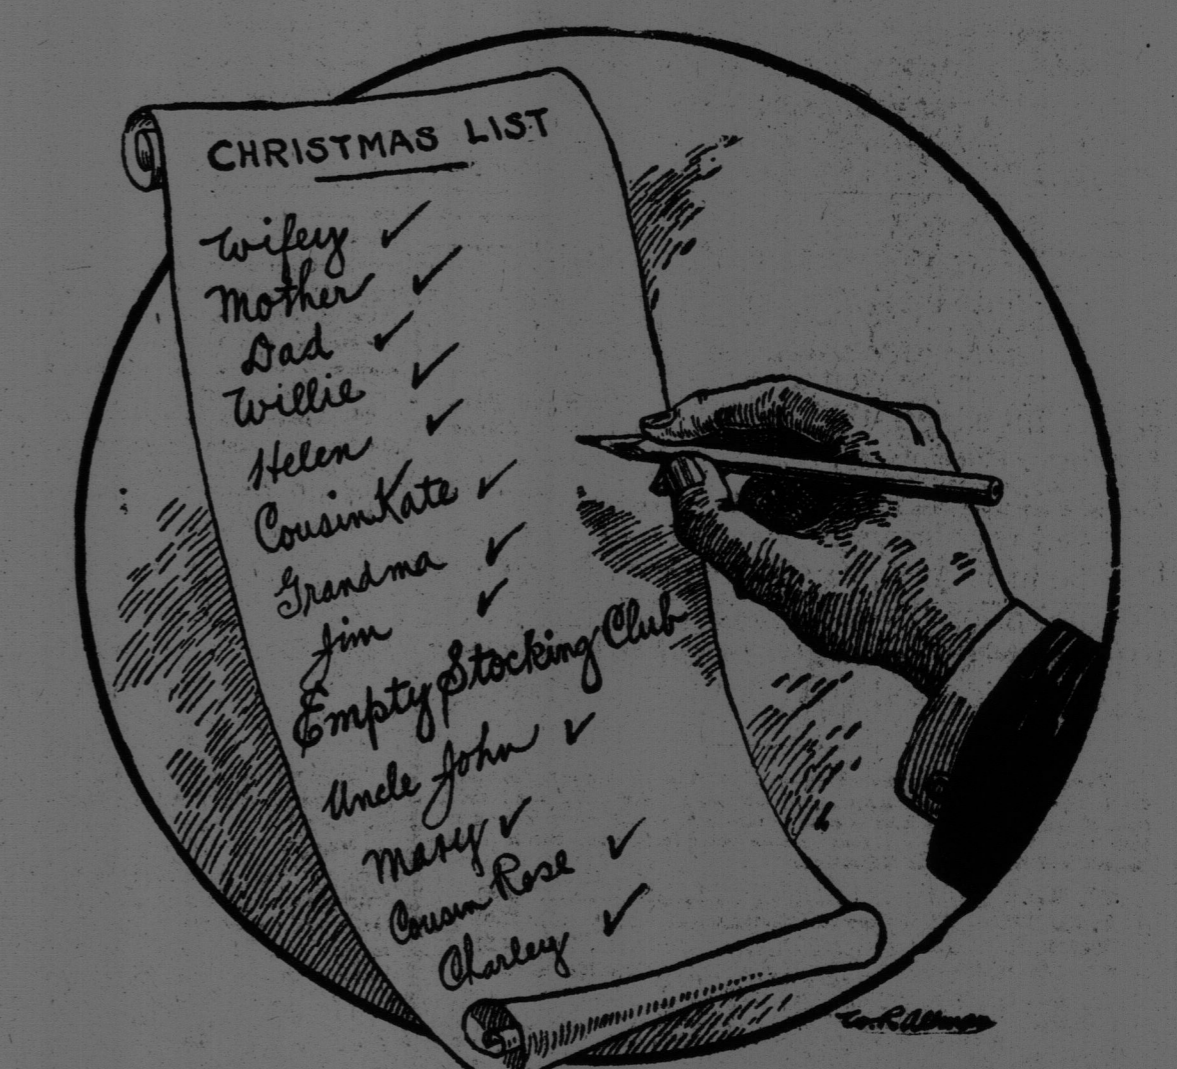 CHRISTMAS LIST
Wifey ✓
Mother ✓
Dad ✓
Willie ✓
Helen ✓
Cousin Kate ✓
Grandma ✓
Jim ✓
Empty Stocking Club
Uncle John ✓
Mary ✓
Cousin Rose ✓
Charley ✓